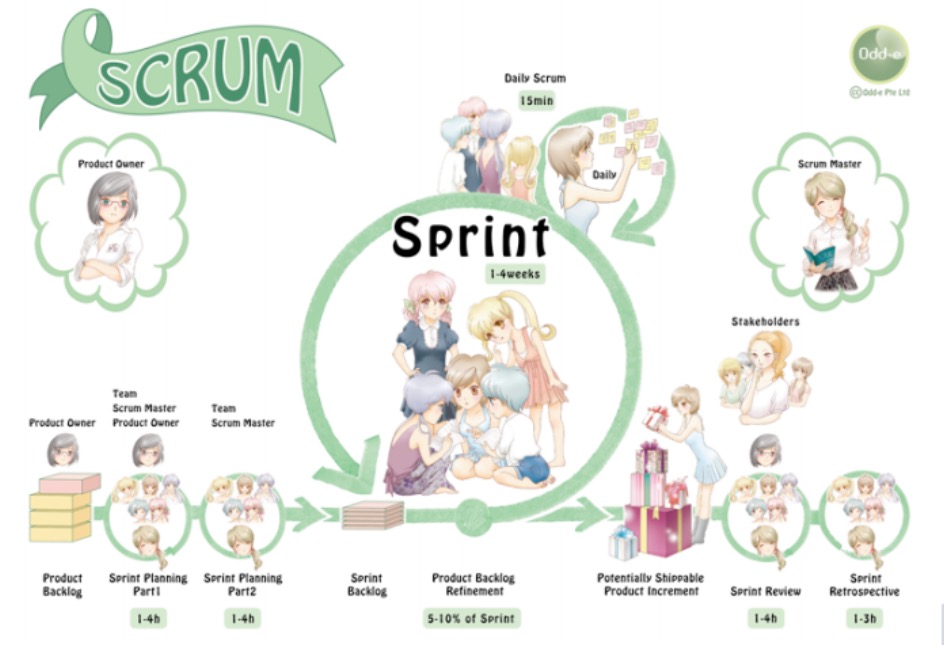 SCRUM
Odd-e
(cc) Odd-e Pte Ltd
Daily Scrum
15min
Daily
Product Owner
Scrum Master
Sprint
1-4weeks
Stakeholders
Product Owner
Team
Scrum Master
Product Owner
Team
Scrum Master
Product
Backlog
Sprint Planning
Part1
1-4h
Sprint Planning
Part2
1-4h
Sprint
Backlog
Product Backlog
Refinement
5-10% of Sprint
Potentially Shippable
Product Increment
Sprint Review
1-4h
Sprint
Retrospective
1-3h